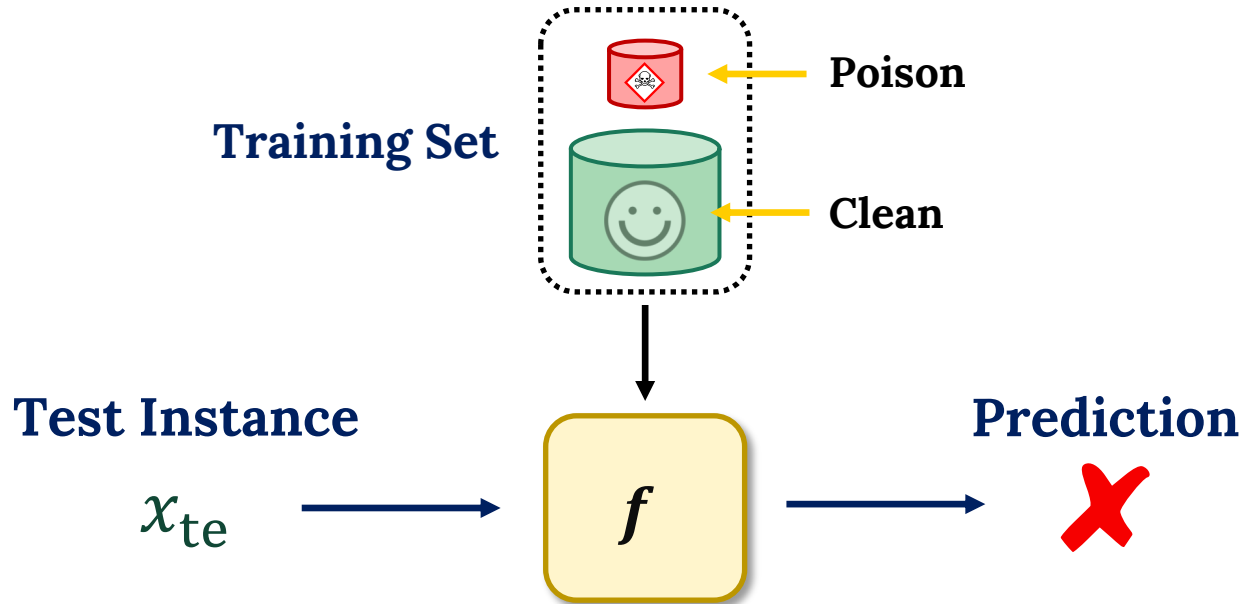 Poison
Training Set
Clean
Test Instance
Prediction
x_te
f